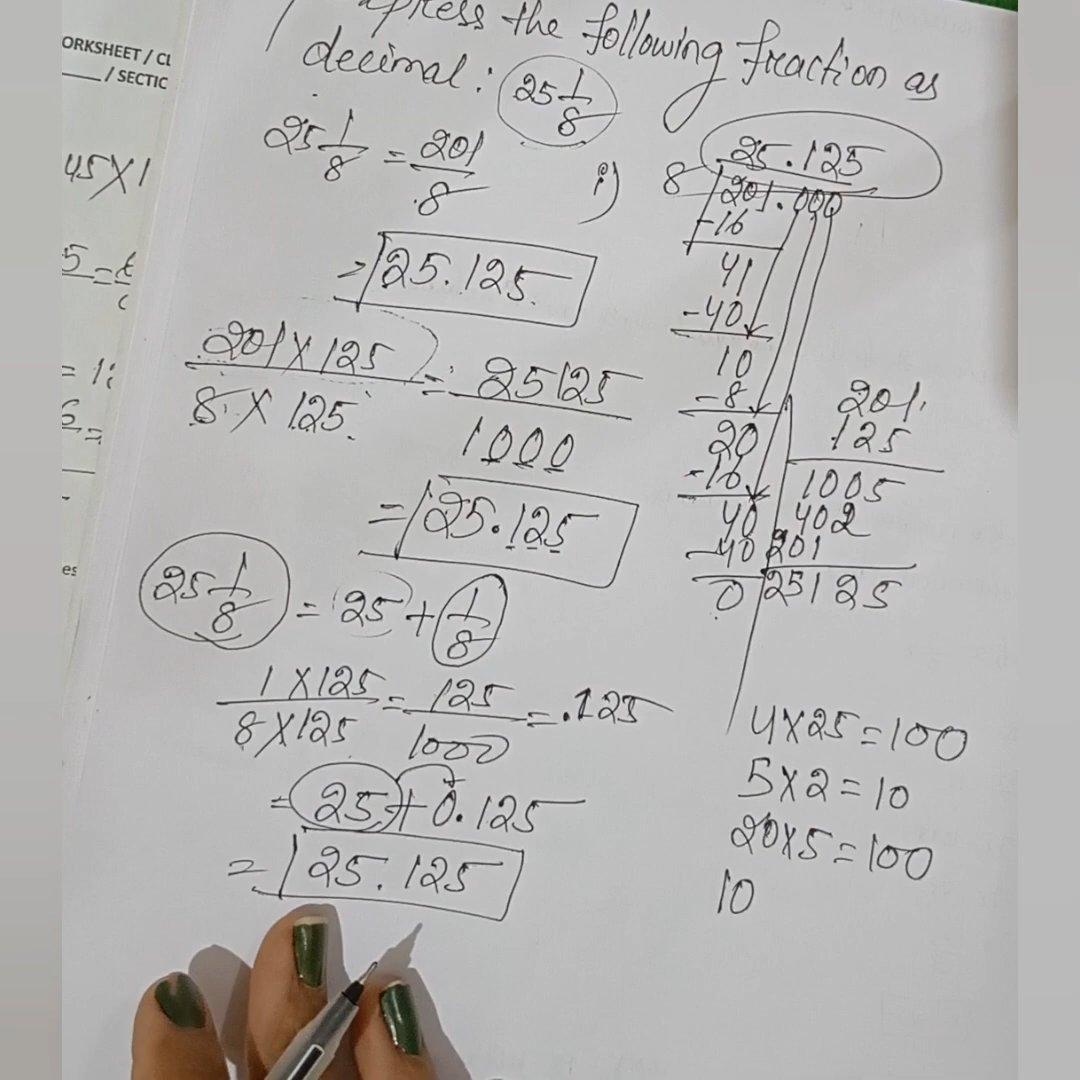 press the following fraction as
decimal : 25 1/8
25 1/8 = 201/8
= 25.125
i)
25.125
8 201.000
-16
41
-40
10
-8
20
-16
40
-40
0
201 X 125 / 8 X 125 = 25125 / 1000
= 25.125
201
125
1005
402
201
25125
25 1/8 = 25 + 1/8
1 X 125 / 8 X 125 = 125 / 1000 = .125
= 25 + 0.125
= 25.125
4 X 25 = 100
5 X 2 = 10
20 X 5 = 100
10
ORKSHEET / CL
/ SECTIC
45 X 1
5 =
= 1